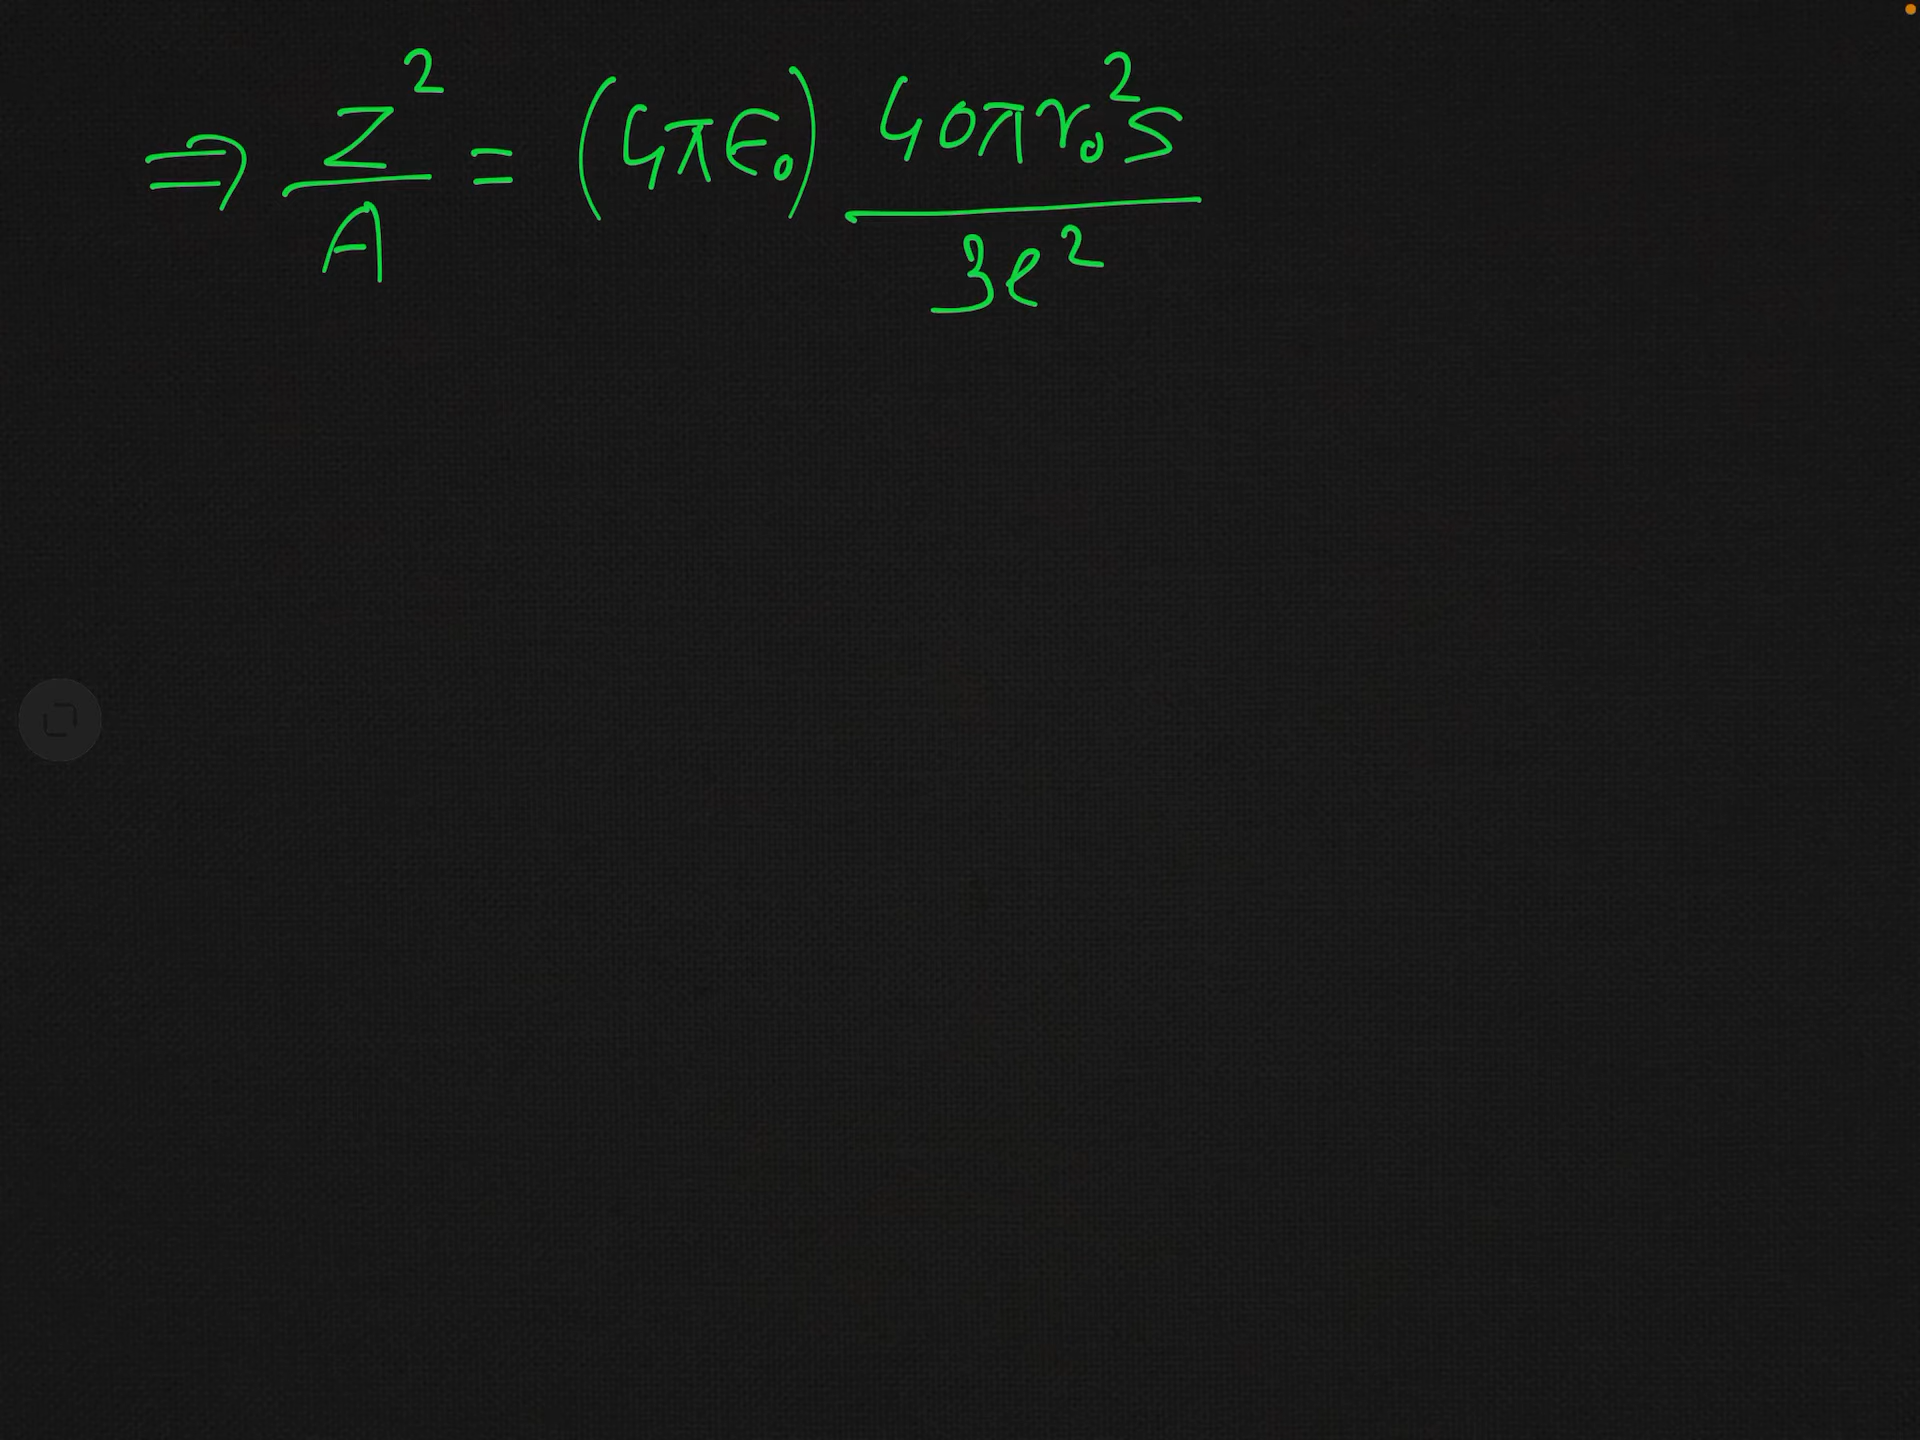 ⇒ Z²/A = (4πϵ₀) 40πr₀²S / 3e²